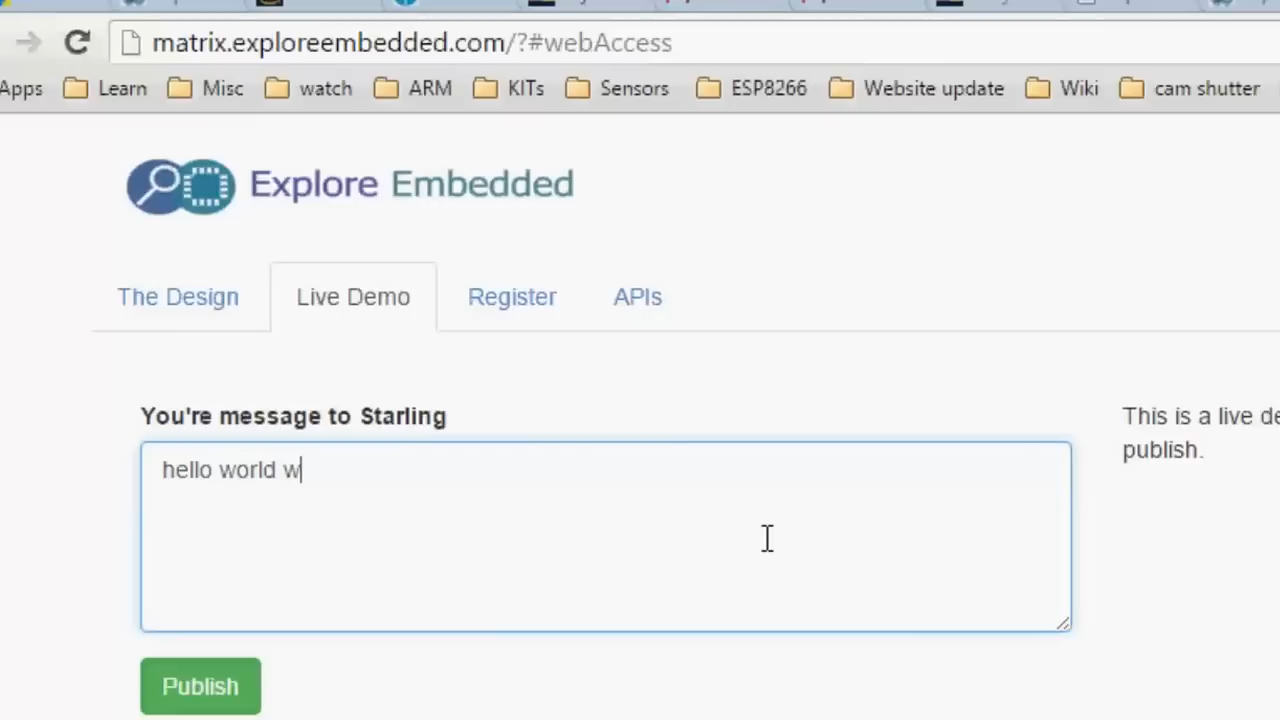 matrix.exploreembedded.com/?#webAccess
Apps Learn Misc watch ARM KITs Sensors ESP8266 Website update Wiki cam shutter
Explore Embedded
The Design Live Demo Register APIs
You're message to Starling
This is a live
hello world w
publish.
Publish